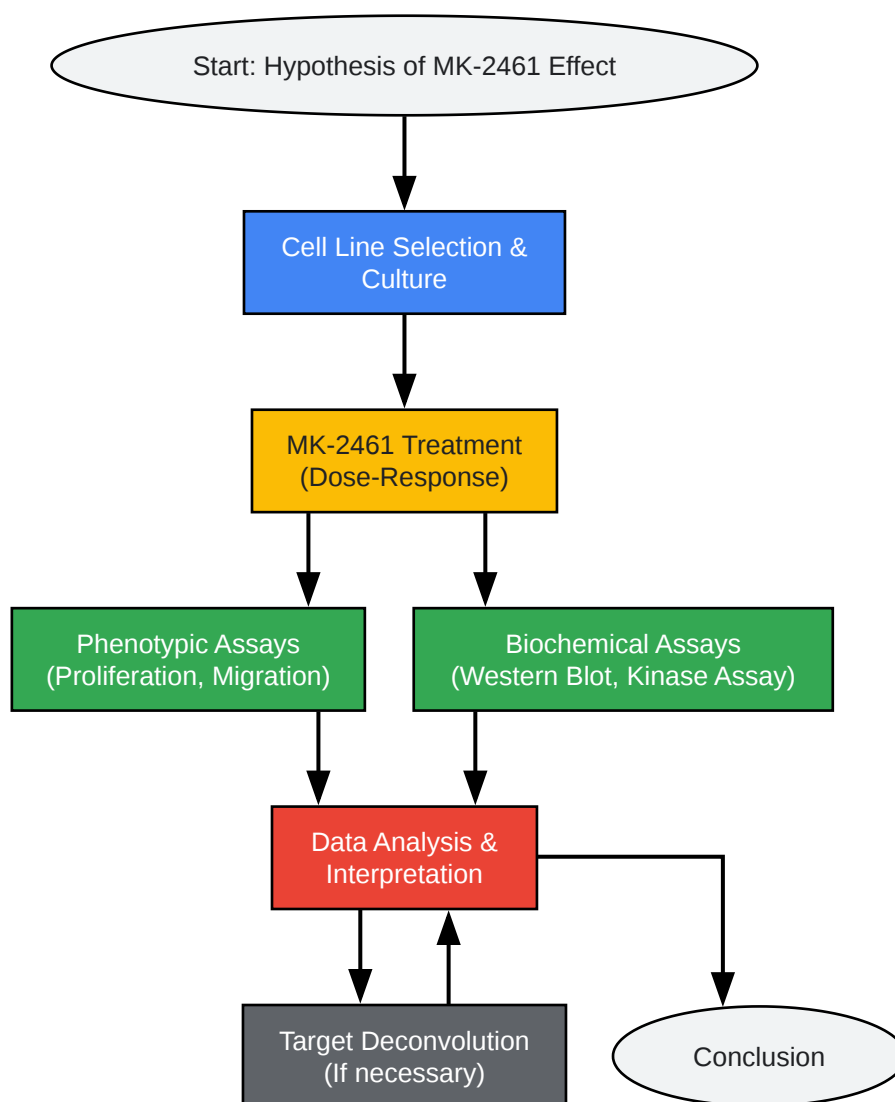 Start: Hypothesis of MK-2461 Effect
Cell Line Selection &
Culture
MK-2461 Treatment
(Dose-Response)
Phenotypic Assays
(Proliferation, Migration)
Biochemical Assays
(Western Blot, Kinase Assay)
Data Analysis &
Interpretation
Target Deconvolution
(If necessary)
Conclusion